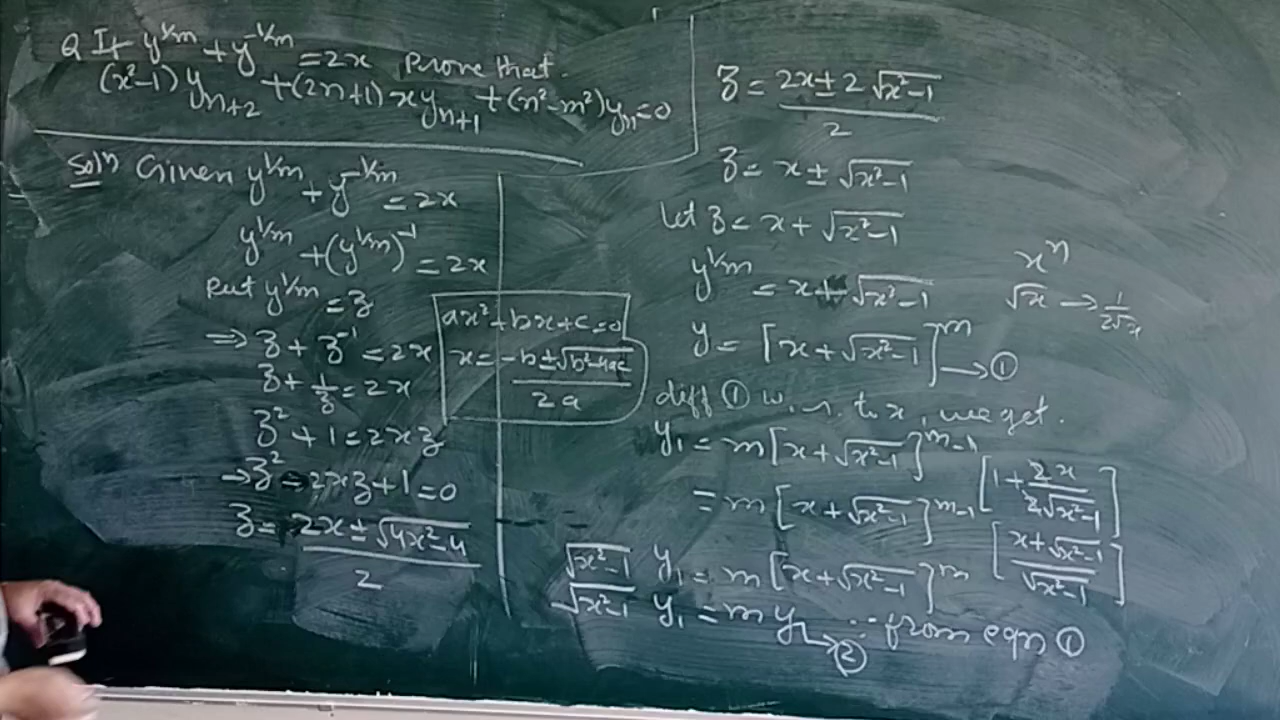 Q If y^{1/m} + y^{-1/m} = 2x Prove that
(x²-1) y_{n+2} + (2n+1) x y_{n+1} + (n²-m²) y_n = 0
Solⁿ Given y^{1/m} + y^{-1/m} = 2x
y^{1/m} + (y^{1/m})^{-1} = 2x
Put y^{1/m} = z
⇒ z + z^{-1} = 2x
z + 1/z = 2x
z² + 1 = 2xz
→ z² - 2xz + 1 = 0
z = (2x ± √(4x²-4))/2
ax² + bx + c = 0
x = (-b ± √(b²-4ac))/2a
z = (2x ± 2√(x²-1))/2
z = x ± √(x²-1)
let z = x + √(x²-1)
y^{1/m} = x + √(x²-1)
xⁿ
√x → 1/(2√x)
y = [x + √(x²-1)]^m → ①
diff ① w.r. to x, we get.
y₁ = m [x + √(x²-1)]^{m-1} [1 + 2x/(2√(x²-1))]
= m [x + √(x²-1)]^{m-1} [(x + √(x²-1))/√(x²-1)]
√(x²-1) y₁ = m [x + √(x²-1)]^m
√(x²-1) y₁ = m y → ② ∵ from eqn ①